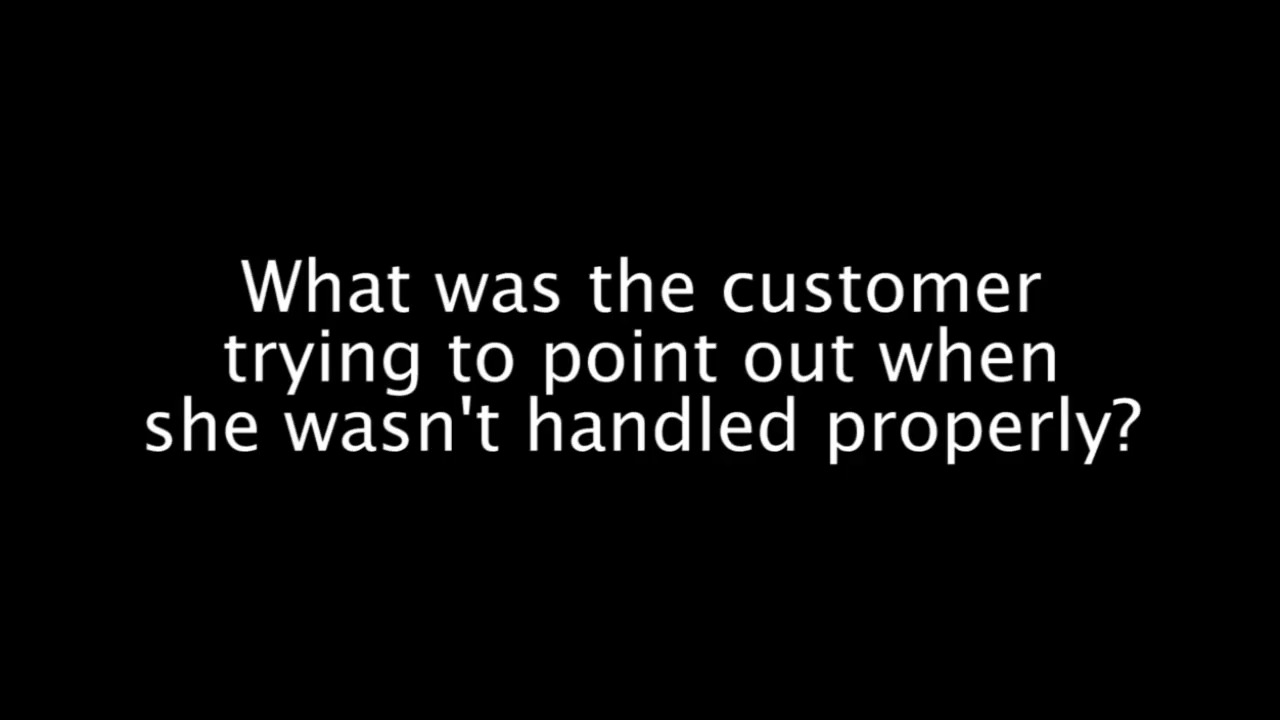 What was the customer
trying to point out when
she wasn't handled properly?